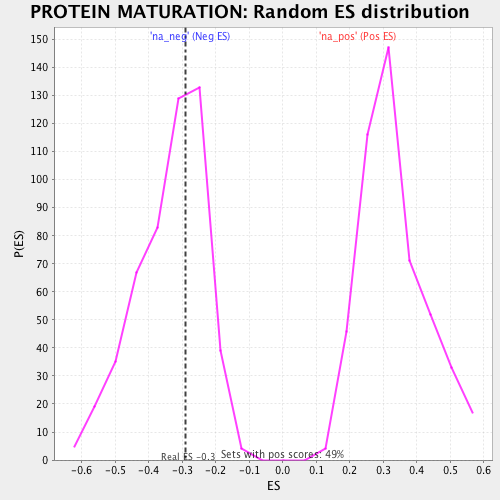 PROTEIN MATURATION: Random ES distribution
'na_neg' (Neg ES) 'na_pos' (Pos ES)
150
140
130
120
110
100
90
80
70
60
50
40
30
20
10
0
P(ES)
Real ES -0.3 Sets with pos scores: 49%
-0.6 -0.5 -0.4 -0.3 -0.2 -0.1 0.0 0.1 0.2 0.3 0.4 0.5 0.6
ES